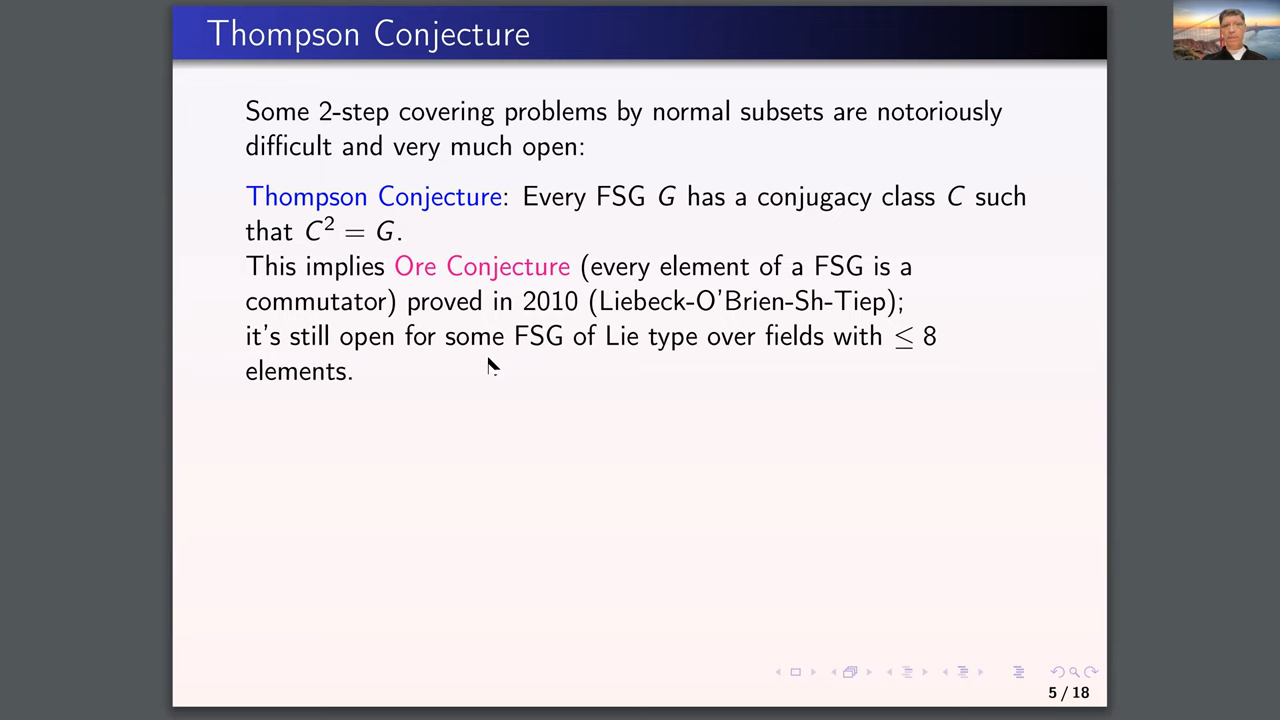 Thompson Conjecture
Some 2-step covering problems by normal subsets are notoriously
difficult and very much open:
Thompson Conjecture: Every FSG G has a conjugacy class C such
that C² = G.
This implies Ore Conjecture (every element of a FSG is a
commutator) proved in 2010 (Liebeck-O'Brien-Sh-Tiep);
it's still open for some FSG of Lie type over fields with ≤ 8
elements.
5 / 18